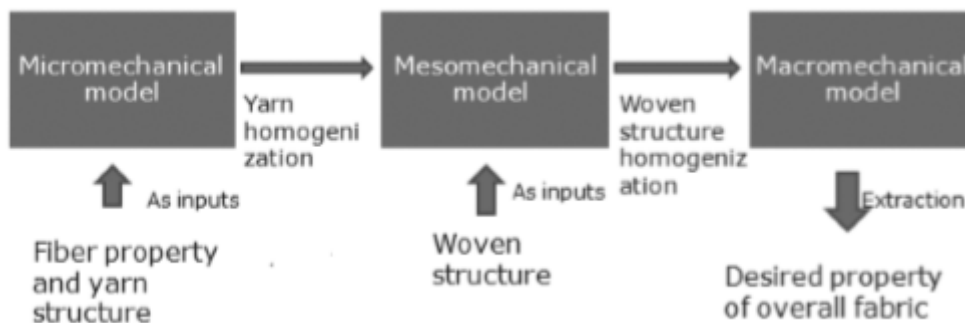 Micromechanical
model
Mesomechanical
model
Macromechanical
model
Yarn
homogeni
zation
Woven
structure
homogeniz
ation
As inputs
As inputs
Extraction
Fiber property
and yarn
structure
Woven
structure
Desired property
of overall fabric